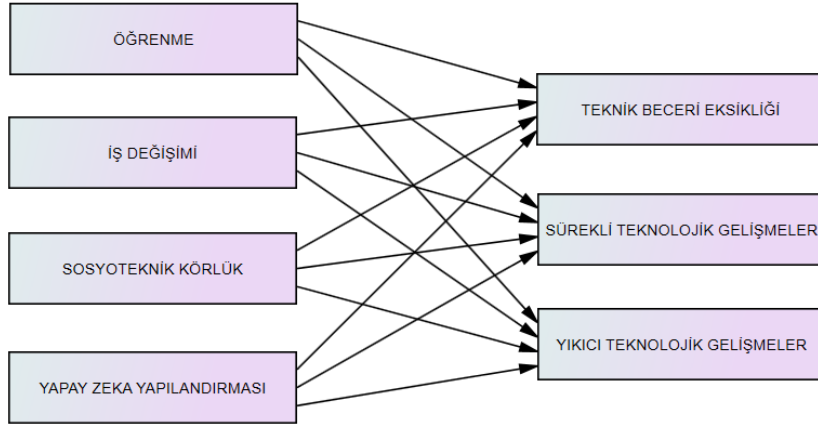 ÖĞRENME
İŞ DEĞİŞİMİ
SOSYOTEKNİK KÖRLÜK
YAPAY ZEKA YAPILANDIRMASI
TEKNİK BECERİ EKSİKLİĞİ
SÜREKLİ TEKNOLOJİK GELİŞMELER
YIKICI TEKNOLOJİK GELİŞMELER